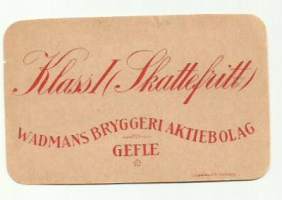 Klass I (Skattefritt)
WADMANS BRYGGERI AKTIEBOLAG
GEFLE